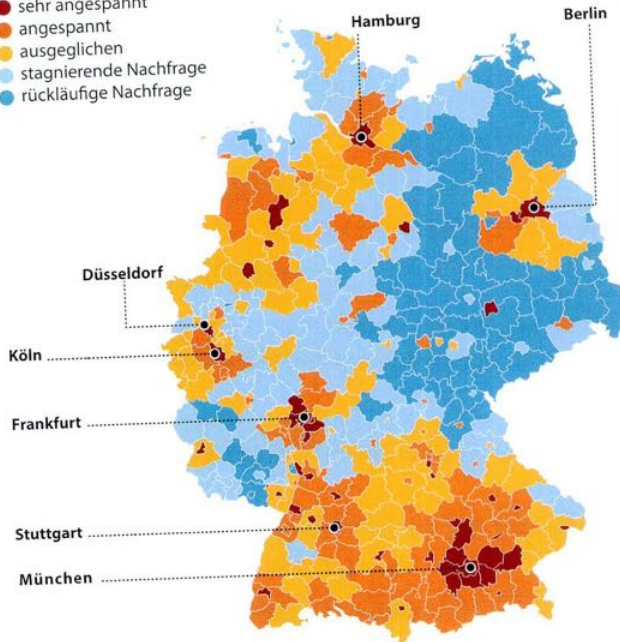 sehr angespannt
angespannt
ausgeglichen
stagnierende Nachfrage
rückläufige Nachfrage
Hamburg
Berlin
Düsseldorf
Köln
Frankfurt
Stuttgart
München